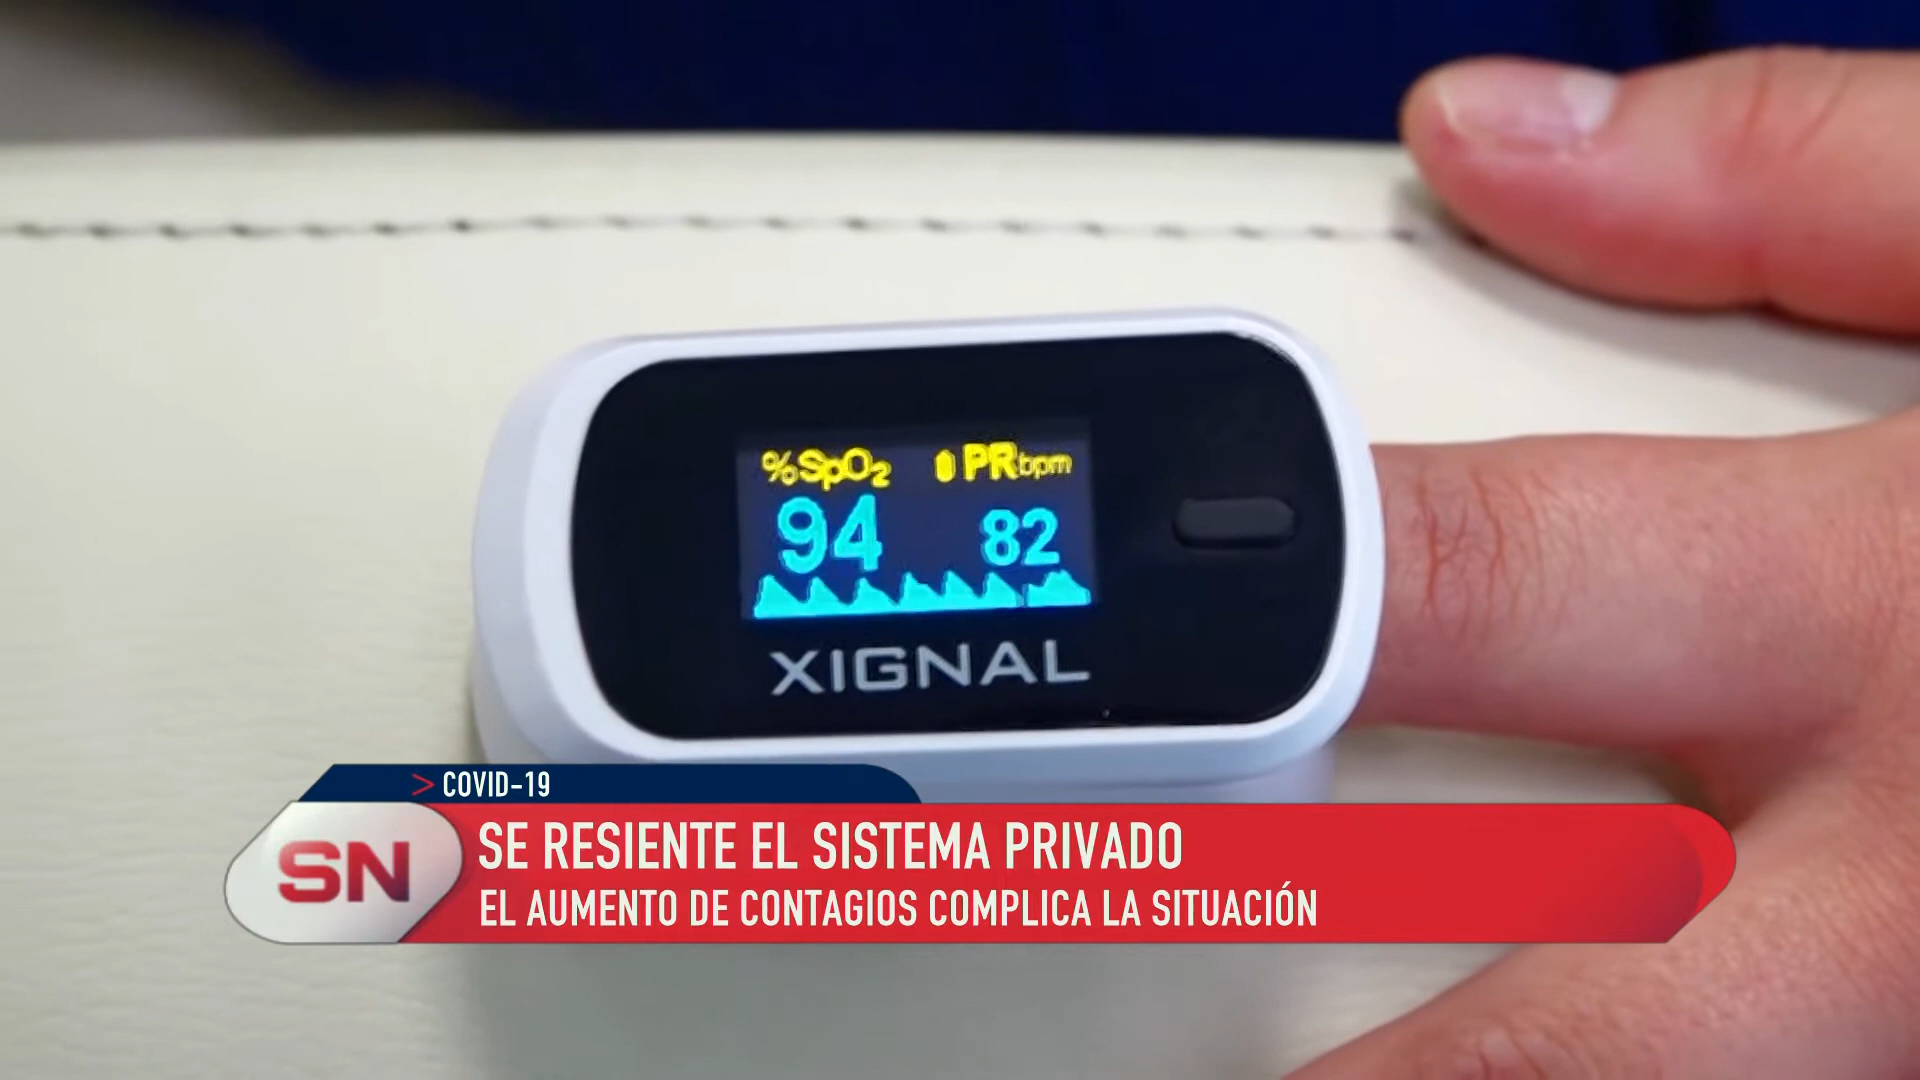 %SpO₂ PRbpm
94 82
XIGNAL
> COVID-19
SN
SE RESIENTE EL SISTEMA PRIVADO
EL AUMENTO DE CONTAGIOS COMPLICA LA SITUACIÓN